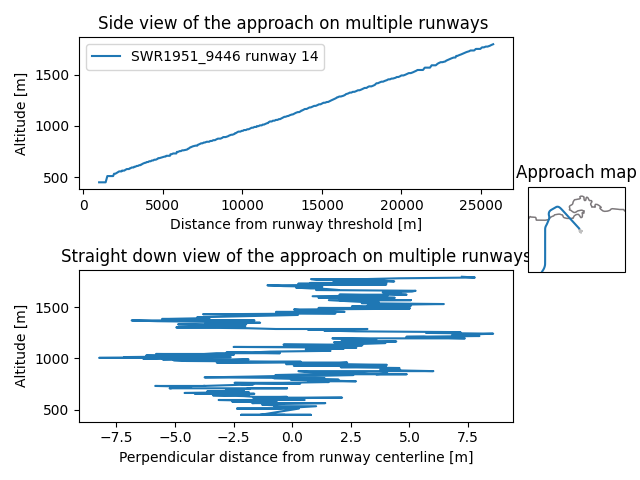 Side view of the approach on multiple runways
SWR1951_9446 runway 14
Altitude [m]
1500
1000
500
0 5000 10000 15000 20000 25000
Distance from runway threshold [m]
Approach map
Straight down view of the approach on multiple runways
Altitude [m]
1500
1000
500
−7.5 −5.0 −2.5 0.0 2.5 5.0 7.5
Perpendicular distance from runway centerline [m]